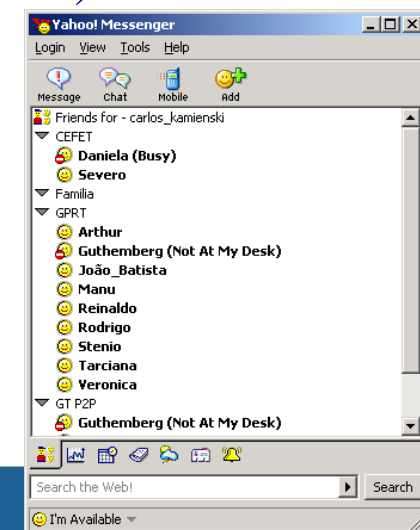 Yahoo! Messenger
Login View Tools Help
Message Chat Mobile Add
Friends for - carlos_kamienski
CEFET
Daniela (Busy)
Severo
Familia
GPRT
Arthur
Guthemberg (Not At My Desk)
João_Batista
Manu
Reinaldo
Rodrigo
Stenio
Tarciana
Veronica
GT P2P
Guthemberg (Not At My Desk)
Search the Web! Search
I'm Available